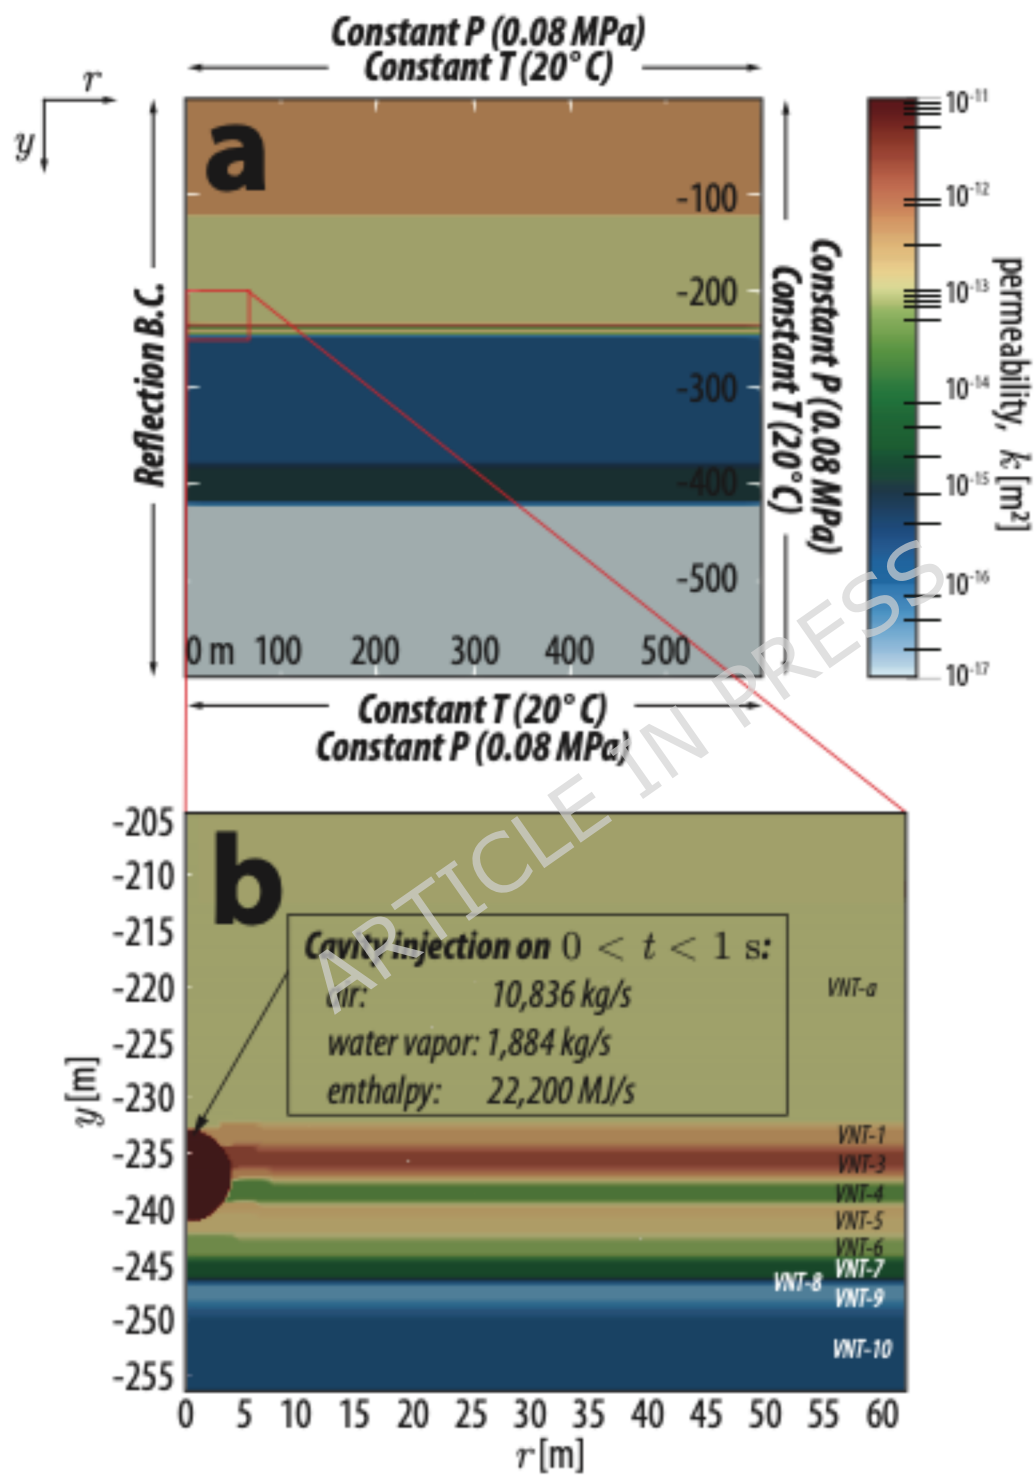 Constant P (0.08 MPa)
Constant T (20° C)
r
y
a
-100
-200
-300
-400
-500
0 m 100 200 300 400 500
Reflection B.C.
Constant P (0.08 MPa)
Constant T (20° C)
10⁻¹¹
10⁻¹²
10⁻¹³
10⁻¹⁴
10⁻¹⁵
10⁻¹⁶
10⁻¹⁷
permeability, k [m²]
Constant T (20° C)
Constant P (0.08 MPa)
ARTICLE IN PRESS
b
-205
-210
-215
-220
-225
-230
-235
-240
-245
-250
-255
y [m]
Cavity injection on 0 < t < 1 s:
air: 10,836 kg/s
water vapor: 1,884 kg/s
enthalpy: 22,200 MJ/s
VNT-a
VNT-1
VNT-3
VNT-4
VNT-5
VNT-6
VNT-7
VNT-8
VNT-9
VNT-10
0 5 10 15 20 25 30 35 40 45 50 55 60
r [m]